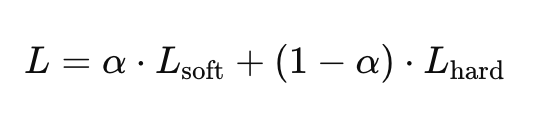 L = α · L_soft + (1 − α) · L_hard